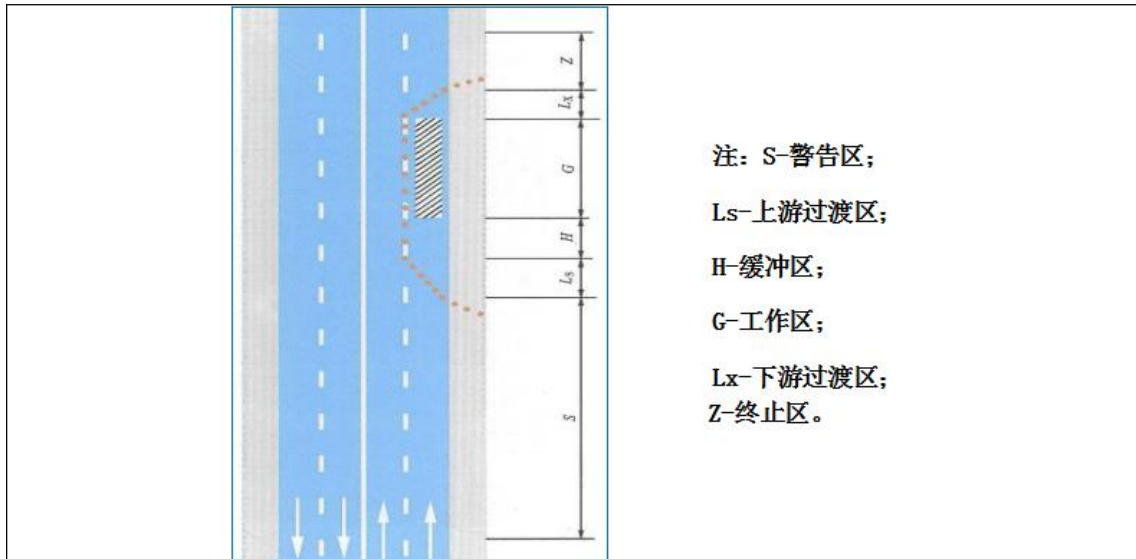 Z
Lx
G
H
Ls
S
注：S-警告区；
Ls-上游过渡区；
H-缓冲区；
G-工作区；
Lx-下游过渡区；
Z-终止区。